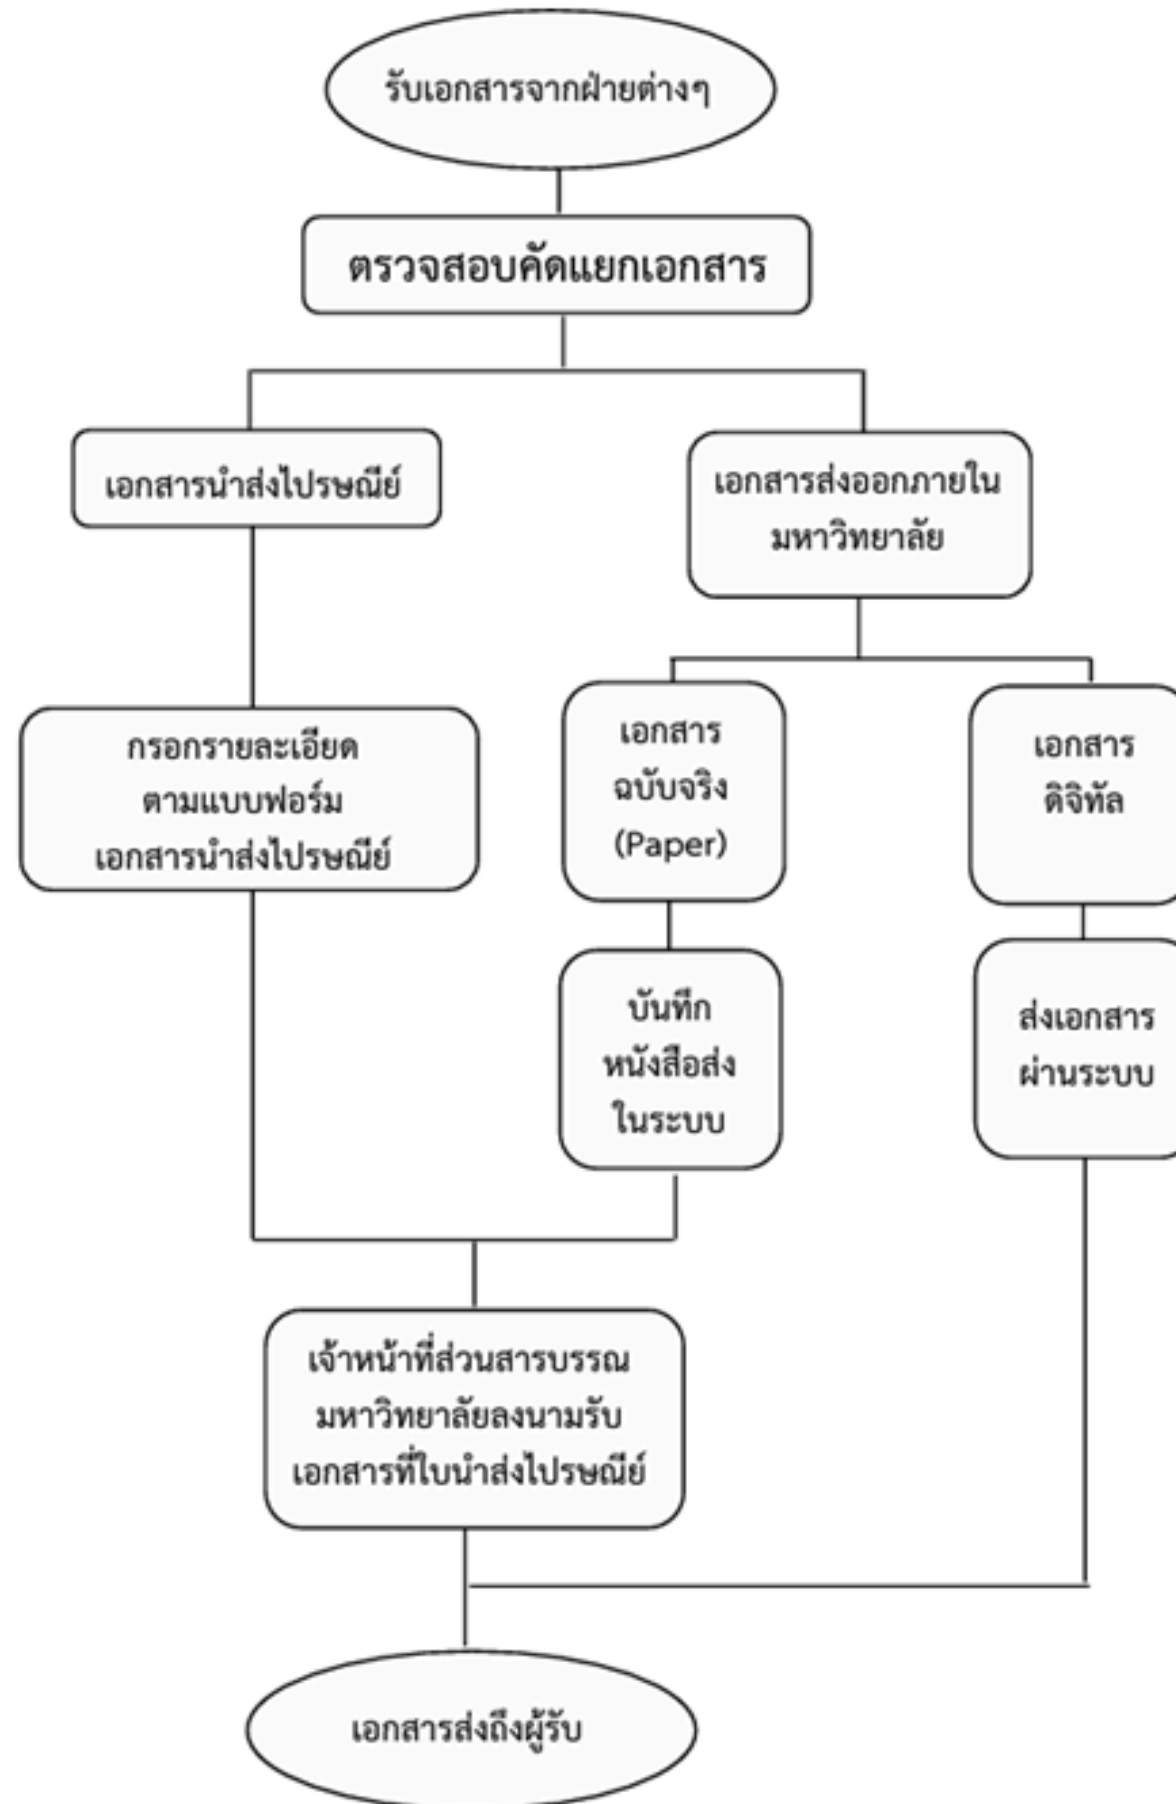 รับเอกสารจากฝ่ายต่างๆ
ตรวจสอบคัดแยกเอกสาร
เอกสารนำส่งไปรษณีย์
เอกสารส่งออกภายใน
มหาวิทยาลัย
กรอกรายละเอียด
ตามแบบฟอร์ม
เอกสารนำส่งไปรษณีย์
เอกสาร
ฉบับจริง
(Paper)
เอกสาร
ดิจิทัล
บันทึก
หนังสือส่ง
ในระบบ
ส่งเอกสาร
ผ่านระบบ
เจ้าหน้าที่ส่วนสารบรรณ
มหาวิทยาลัยลงนามรับ
เอกสารที่ใบนำส่งไปรษณีย์
เอกสารส่งถึงผู้รับ